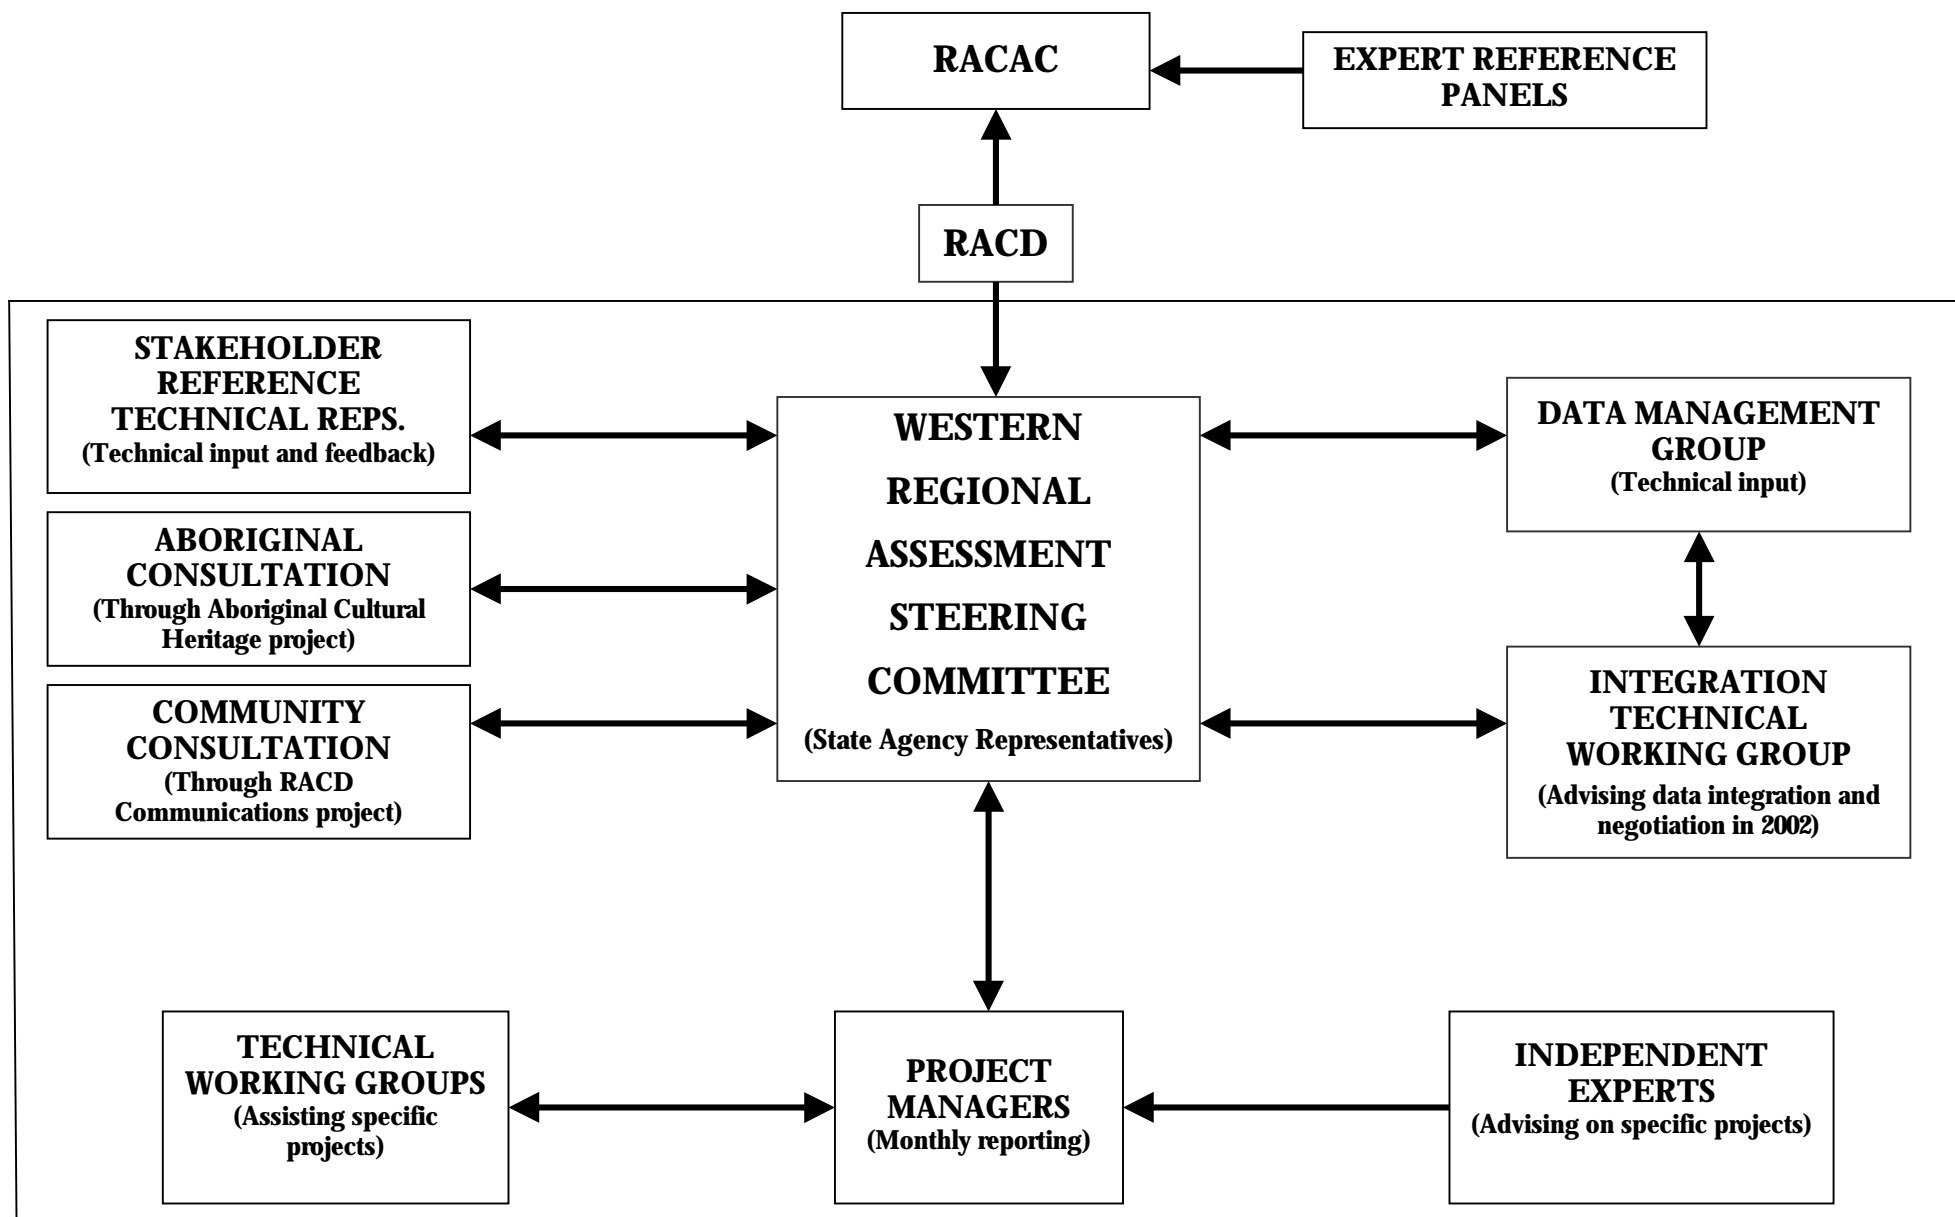 RACAC
EXPERT REFERENCE
PANELS
RACD
STAKEHOLDER
REFERENCE
TECHNICAL REPS.
(Technical input and feedback)
ABORIGINAL
CONSULTATION
(Through Aboriginal Cultural
Heritage project)
COMMUNITY
CONSULTATION
(Through RACD
Communications project)
WESTERN
REGIONAL
ASSESSMENT
STEERING
COMMITTEE
(State Agency Representatives)
DATA MANAGEMENT
GROUP
(Technical input)
INTEGRATION
TECHNICAL
WORKING GROUP
(Advising data integration and
negotiation in 2002)
TECHNICAL
WORKING GROUPS
(Assisting specific
projects)
PROJECT
MANAGERS
(Monthly reporting)
INDEPENDENT
EXPERTS
(Advising on specific projects)